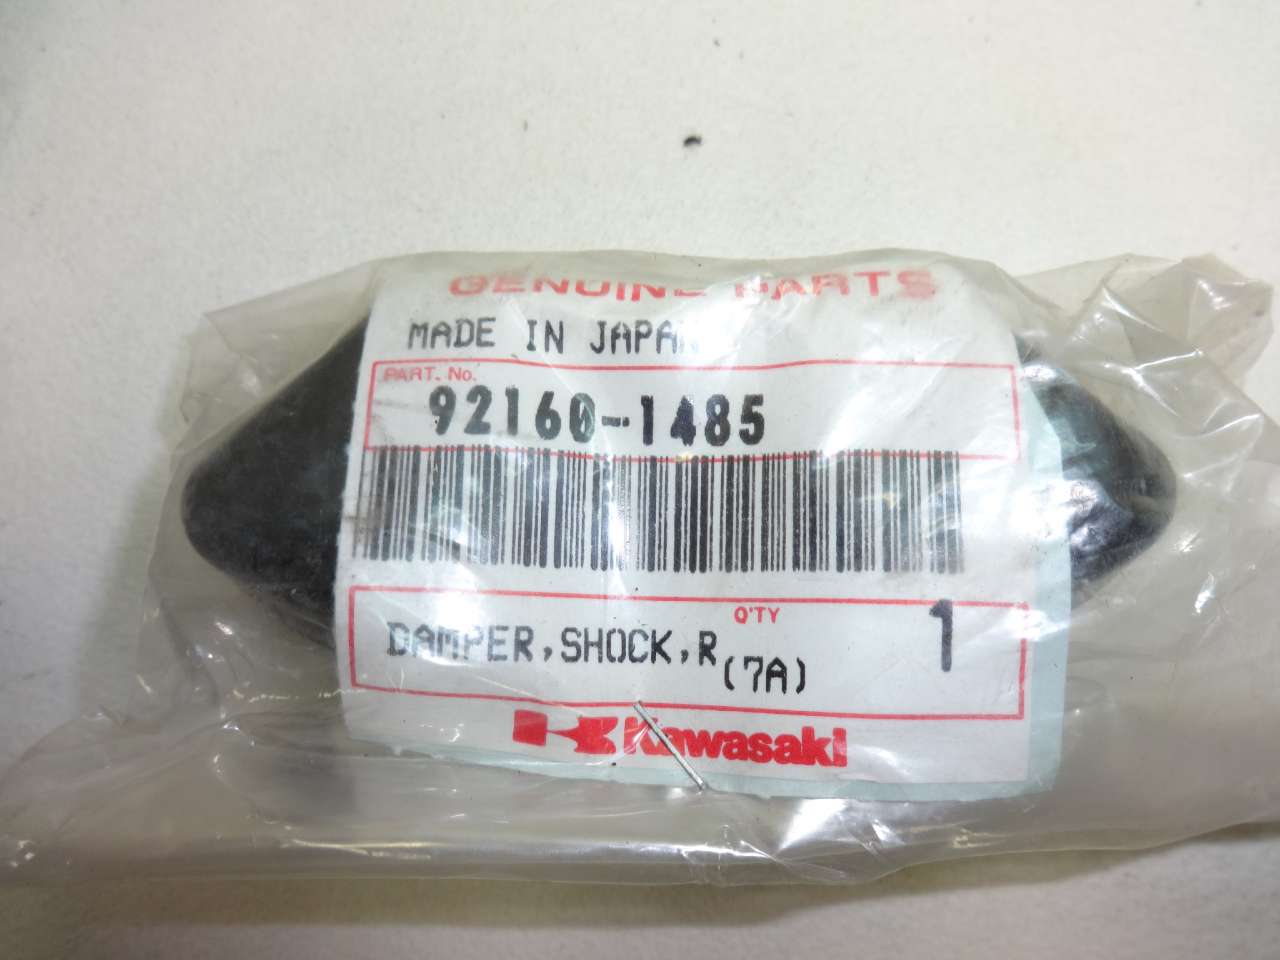 GENUINE PARTS
MADE IN JAPAN
PART. No.
92160-1485
Q'TY
DAMPER,SHOCK,R 1
(7A)
Kawasaki